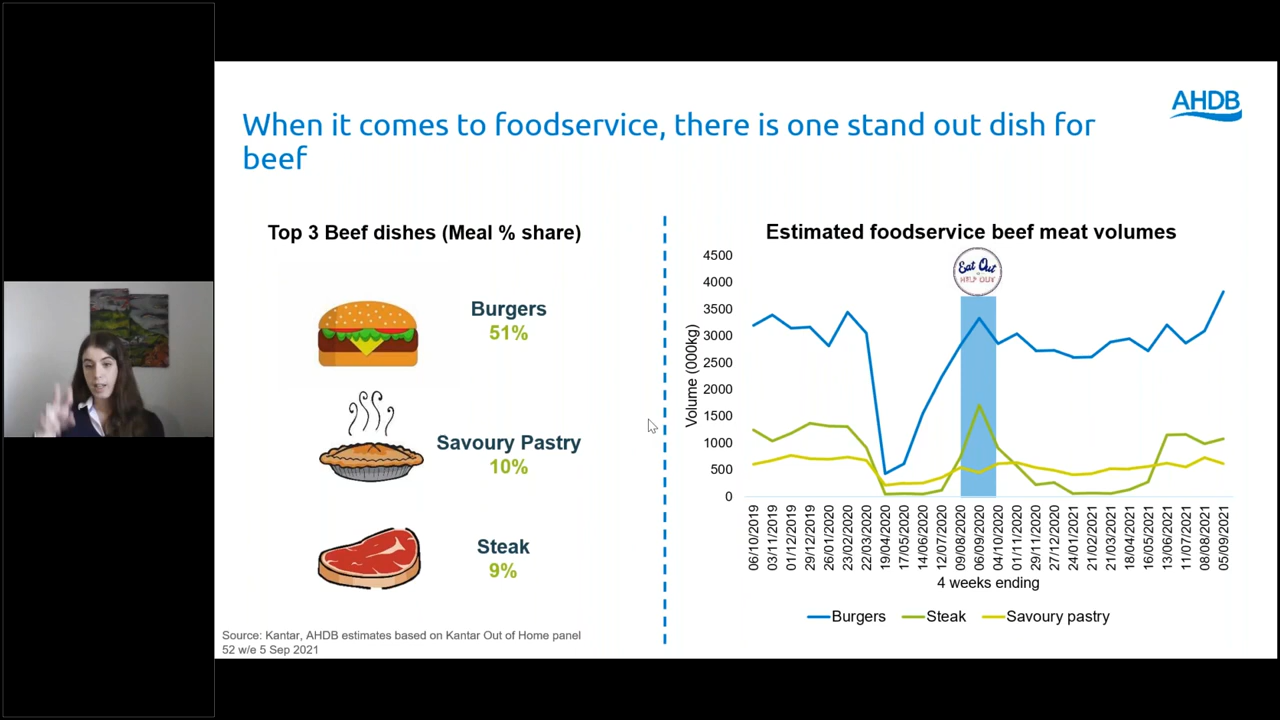 AHDB
When it comes to foodservice, there is one stand out dish for
beef
Top 3 Beef dishes (Meal % share)
Burgers
51%
Savoury Pastry
10%
Steak
9%
Source: Kantar, AHDB estimates based on Kantar Out of Home panel
52 w/e 5 Sep 2021
Estimated foodservice beef meat volumes
Eat Out
HELP OUT
Volume (000kg)
4500
4000
3500
3000
2500
2000
1500
1000
500
0
06/10/2019
03/11/2019
01/12/2019
29/12/2019
26/01/2020
23/02/2020
22/03/2020
19/04/2020
17/05/2020
14/06/2020
12/07/2020
09/08/2020
06/09/2020
04/10/2020
01/11/2020
29/11/2020
27/12/2020
24/01/2021
21/02/2021
21/03/2021
18/04/2021
16/05/2021
13/06/2021
11/07/2021
08/08/2021
05/09/2021
4 weeks ending
Burgers
Steak
Savoury pastry